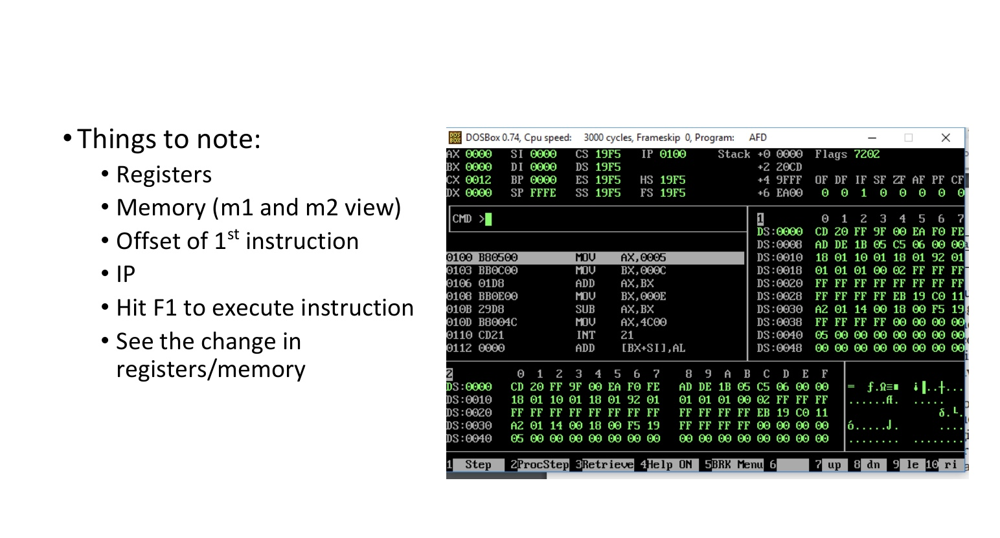 • Things to note:
• Registers
• Memory (m1 and m2 view)
• Offset of 1st instruction
• IP
• Hit F1 to execute instruction
• See the change in
registers/memory
DOSBox 0.74, Cpu speed: 3000 cycles, Frameskip 0, Program: AFD
AX 0000 SI 0000 CS 19F5 IP 0100 Stack +0 0000 Flags 7202
BX 0000 DI 0000 DS 19F5 +2 20CD
CX 0012 BP 0000 ES 19F5 HS 19F5 +4 9FFF OF DF IF SF ZF AF PF CF
DX 0000 SP FFFE SS 19F5 FS 19F5 +6 EA00 0 0 1 0 0 0 0 0
CMD >
0100 B80500 MOV AX,0005
0103 BB0C00 MOV BX,000C
0106 01D8 ADD AX,BX
0108 BB0E00 MOV BX,000E
010B 29D8 SUB AX,BX
010D B8004C MOV AX,4C00
0110 CD21 INT 21
0112 0000 ADD [BX+SI],AL
1 0 1 2 3 4 5 6 7
DS:0000 CD 20 FF 9F 00 EA F0 FE
DS:0008 AD DE 1B 05 C5 06 00 00
DS:0010 18 01 10 01 18 01 92 01
DS:0018 01 01 01 00 02 FF FF FF
DS:0020 FF FF FF FF FF FF FF FF
DS:0028 FF FF FF FF EB 19 C0 11
DS:0030 A2 01 14 00 18 00 F5 19
DS:0038 FF FF FF FF 00 00 00 00
DS:0040 05 00 00 00 00 00 00 00
DS:0048 00 00 00 00 00 00 00 00
2 0 1 2 3 4 5 6 7 8 9 A B C D E F
DS:0000 CD 20 FF 9F 00 EA F0 FE AD DE 1B 05 C5 06 00 00
DS:0010 18 01 10 01 18 01 92 01 01 01 01 00 02 FF FF FF
DS:0020 FF FF FF FF FF FF FF FF FF FF FF FF EB 19 C0 11
DS:0030 A2 01 14 00 18 00 F5 19 FF FF FF FF 00 00 00 00
DS:0040 05 00 00 00 00 00 00 00 00 00 00 00 00 00 00 00
1 Step 2ProcStep 3Retrieve 4Help ON 5BRK Menu 6 7 up 8 dn 9 le 10 ri